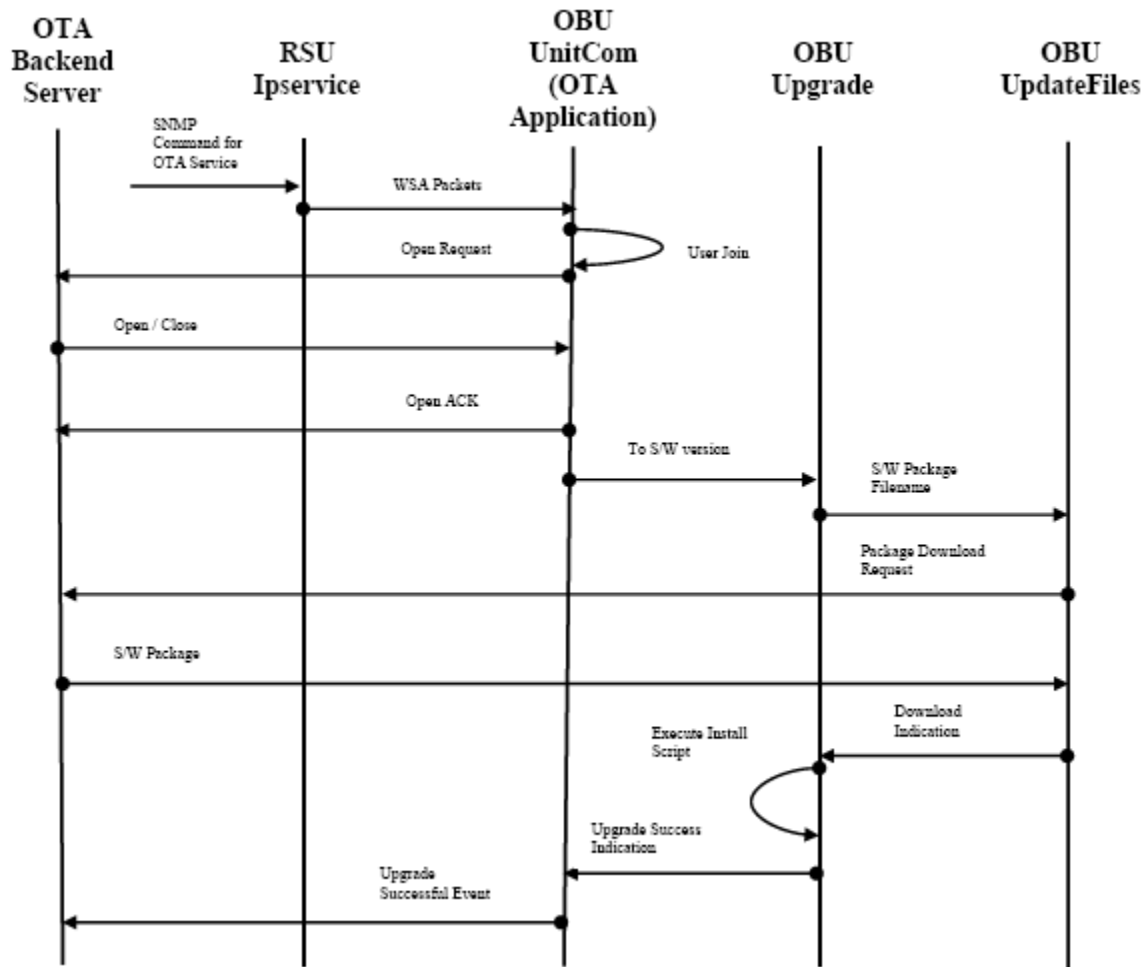 OTA
Backend
Server
RSU
Ipservice
OBU
UnitCom
(OTA
Application)
OBU
Upgrade
OBU
UpdateFiles
SNMP
Command for
OTA Service
WSA Packets
User Join
Open Request
Open / Close
Open ACK
To S/W version
S/W Package
Filename
Package Download
Request
S/W Package
Download
Indication
Execute Install
Script
Upgrade Success
Indication
Upgrade
Successful Event